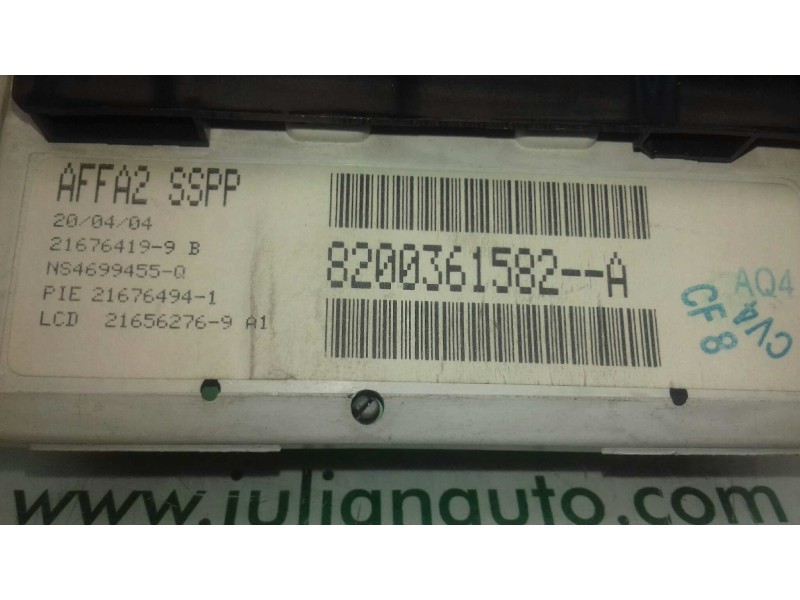 AFFA2 SSPP
20/04/04
21676419-9 B
NS4699455-Q
PIE 21676494-1
LCD 21656276-9 A1
8200361582--A
AQ4
CV4
CF8
www.julianauto.com